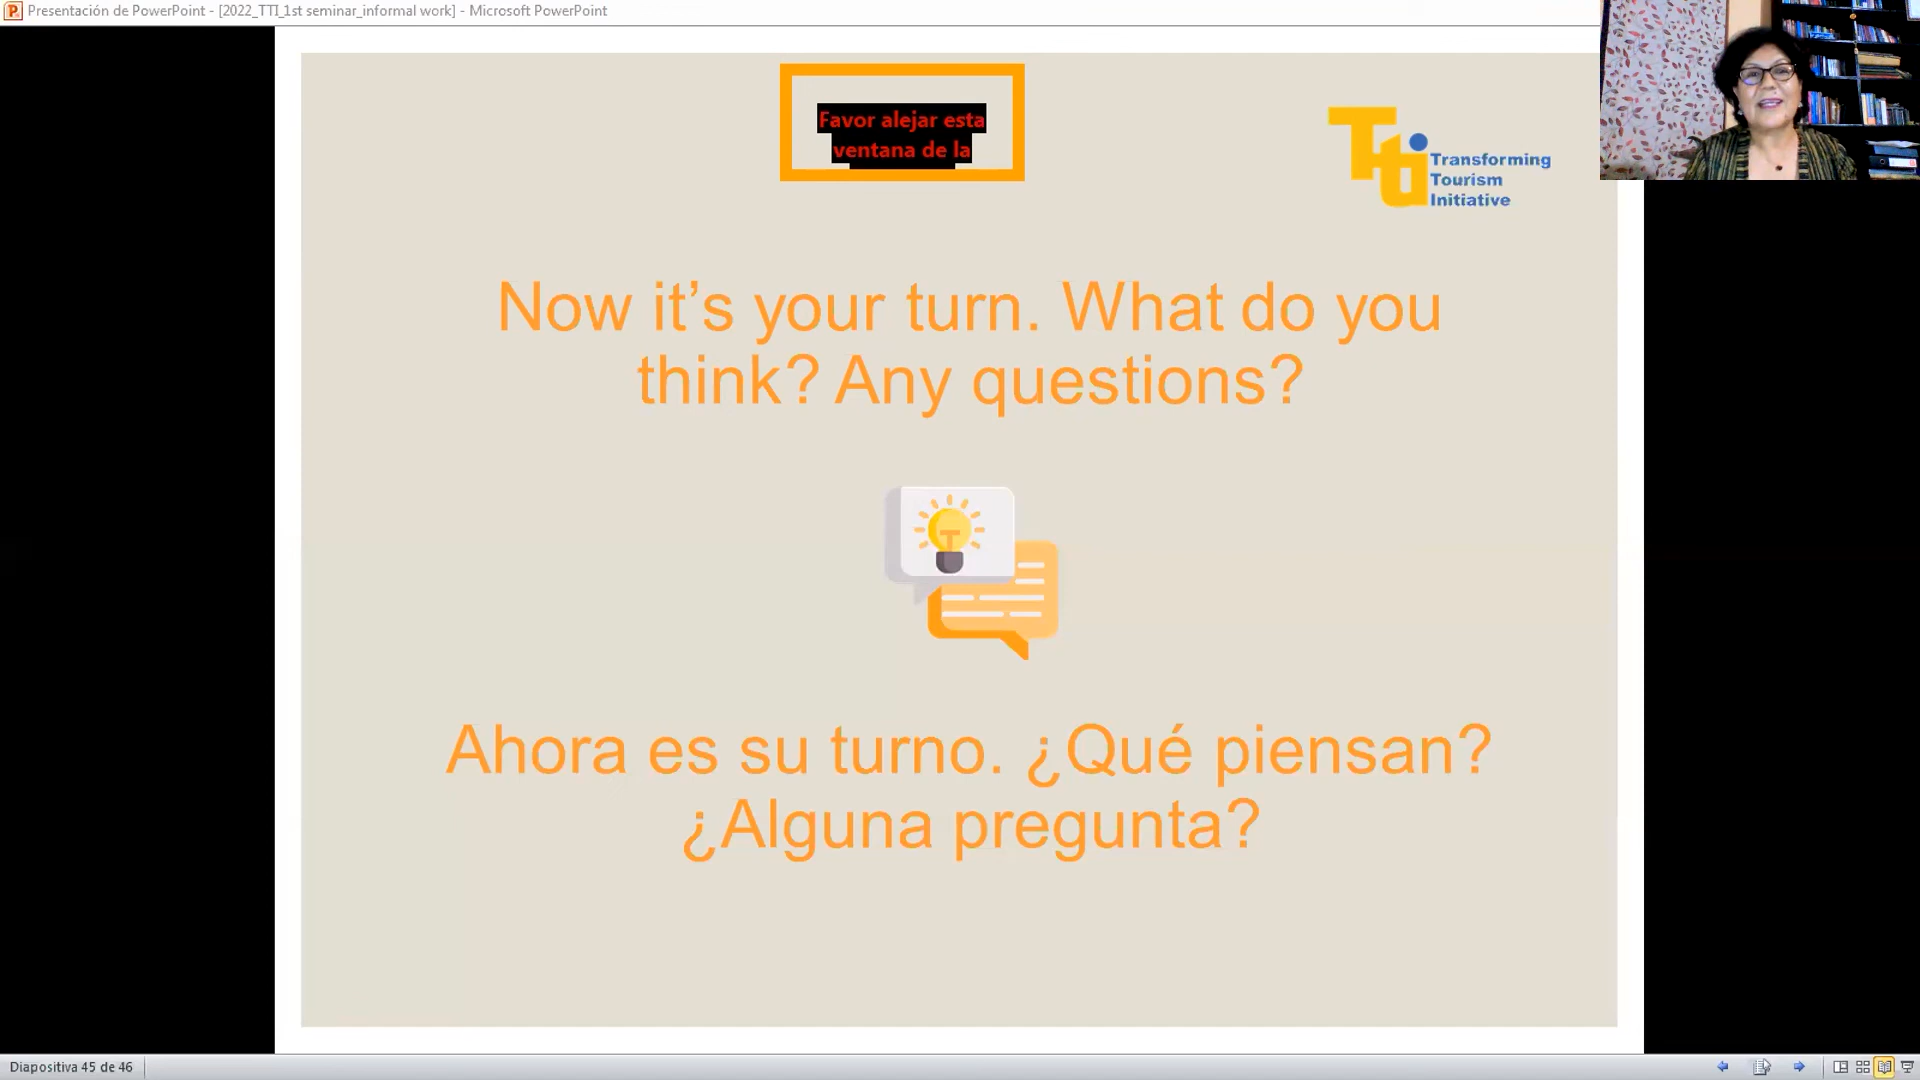 Presentación de PowerPoint - [2022_TTI_1st seminar_informal work] - Microsoft PowerPoint
Favor alejar esta
ventana de la
Transforming
Tourism
Initiative
Now it’s your turn. What do you
think? Any questions?
Ahora es su turno. ¿Qué piensan?
¿Alguna pregunta?
Diapositiva 45 de 46